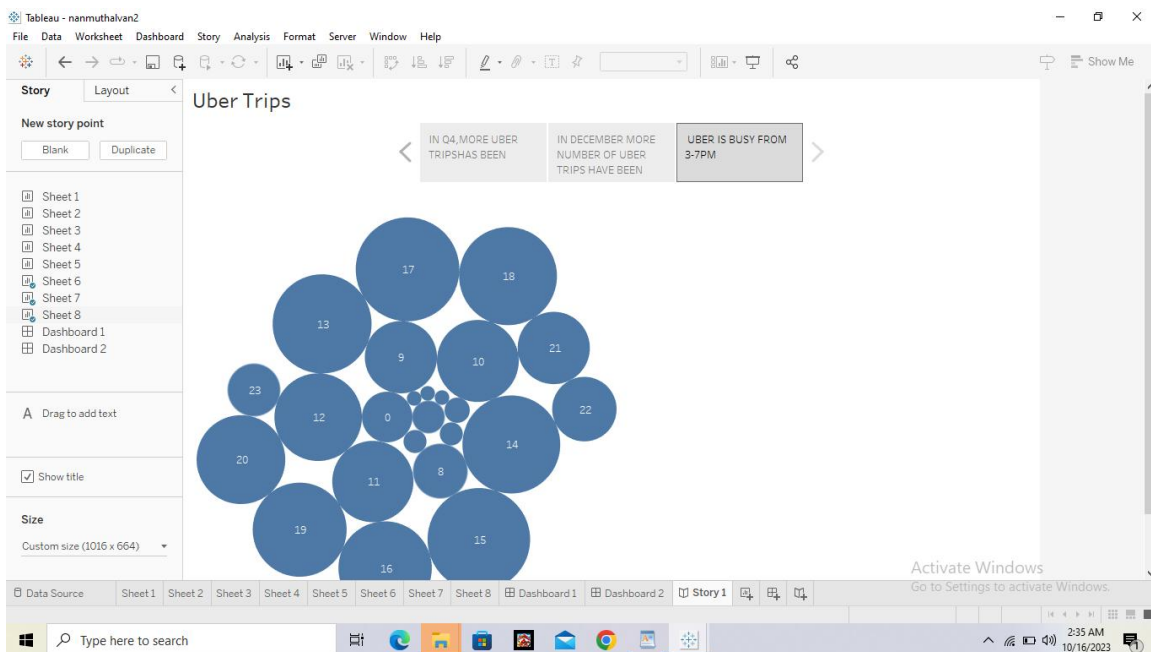 Tableau - nanmuthalvan2
File Data Worksheet Dashboard Story Analysis Format Server Window Help
Show Me
Story Layout
New story point
Blank Duplicate
Sheet 1
Sheet 2
Sheet 3
Sheet 4
Sheet 5
Sheet 6
Sheet 7
Sheet 8
Dashboard 1
Dashboard 2
A Drag to add text
Show title
Size
Custom size (1016 x 664)
Uber Trips
IN Q4,MORE UBER
TRIPSHAS BEEN
IN DECEMBER MORE
NUMBER OF UBER
TRIPS HAVE BEEN
UBER IS BUSY FROM
3-7PM
17
18
13
21
9
10
23
22
12
0
14
20
8
11
19
15
16
Activate Windows
Go to Settings to activate Windows.
Data Source Sheet 1 Sheet 2 Sheet 3 Sheet 4 Sheet 5 Sheet 6 Sheet 7 Sheet 8 Dashboard 1 Dashboard 2 Story 1
Type here to search
2:35 AM
10/16/2023